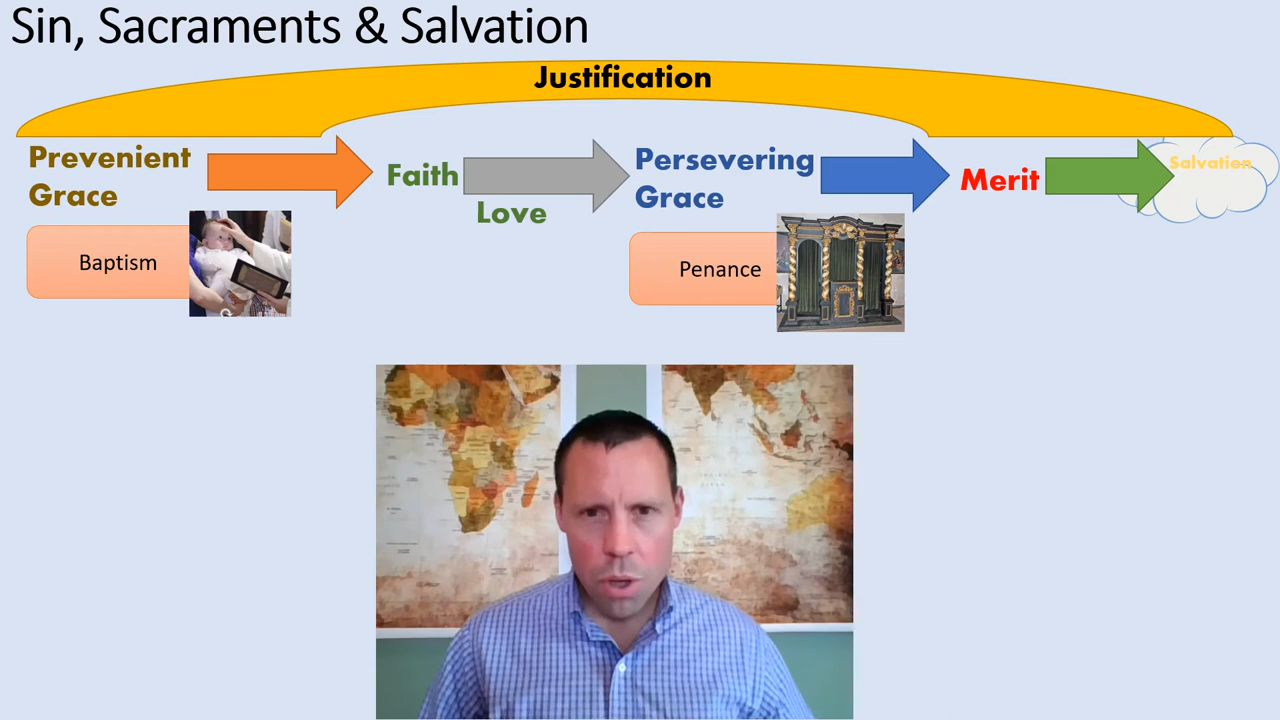 Sin, Sacraments & Salvation
Justification
Prevenient
Grace
Faith
Love
Persevering
Grace
Merit
Salvation
Baptism
Penance